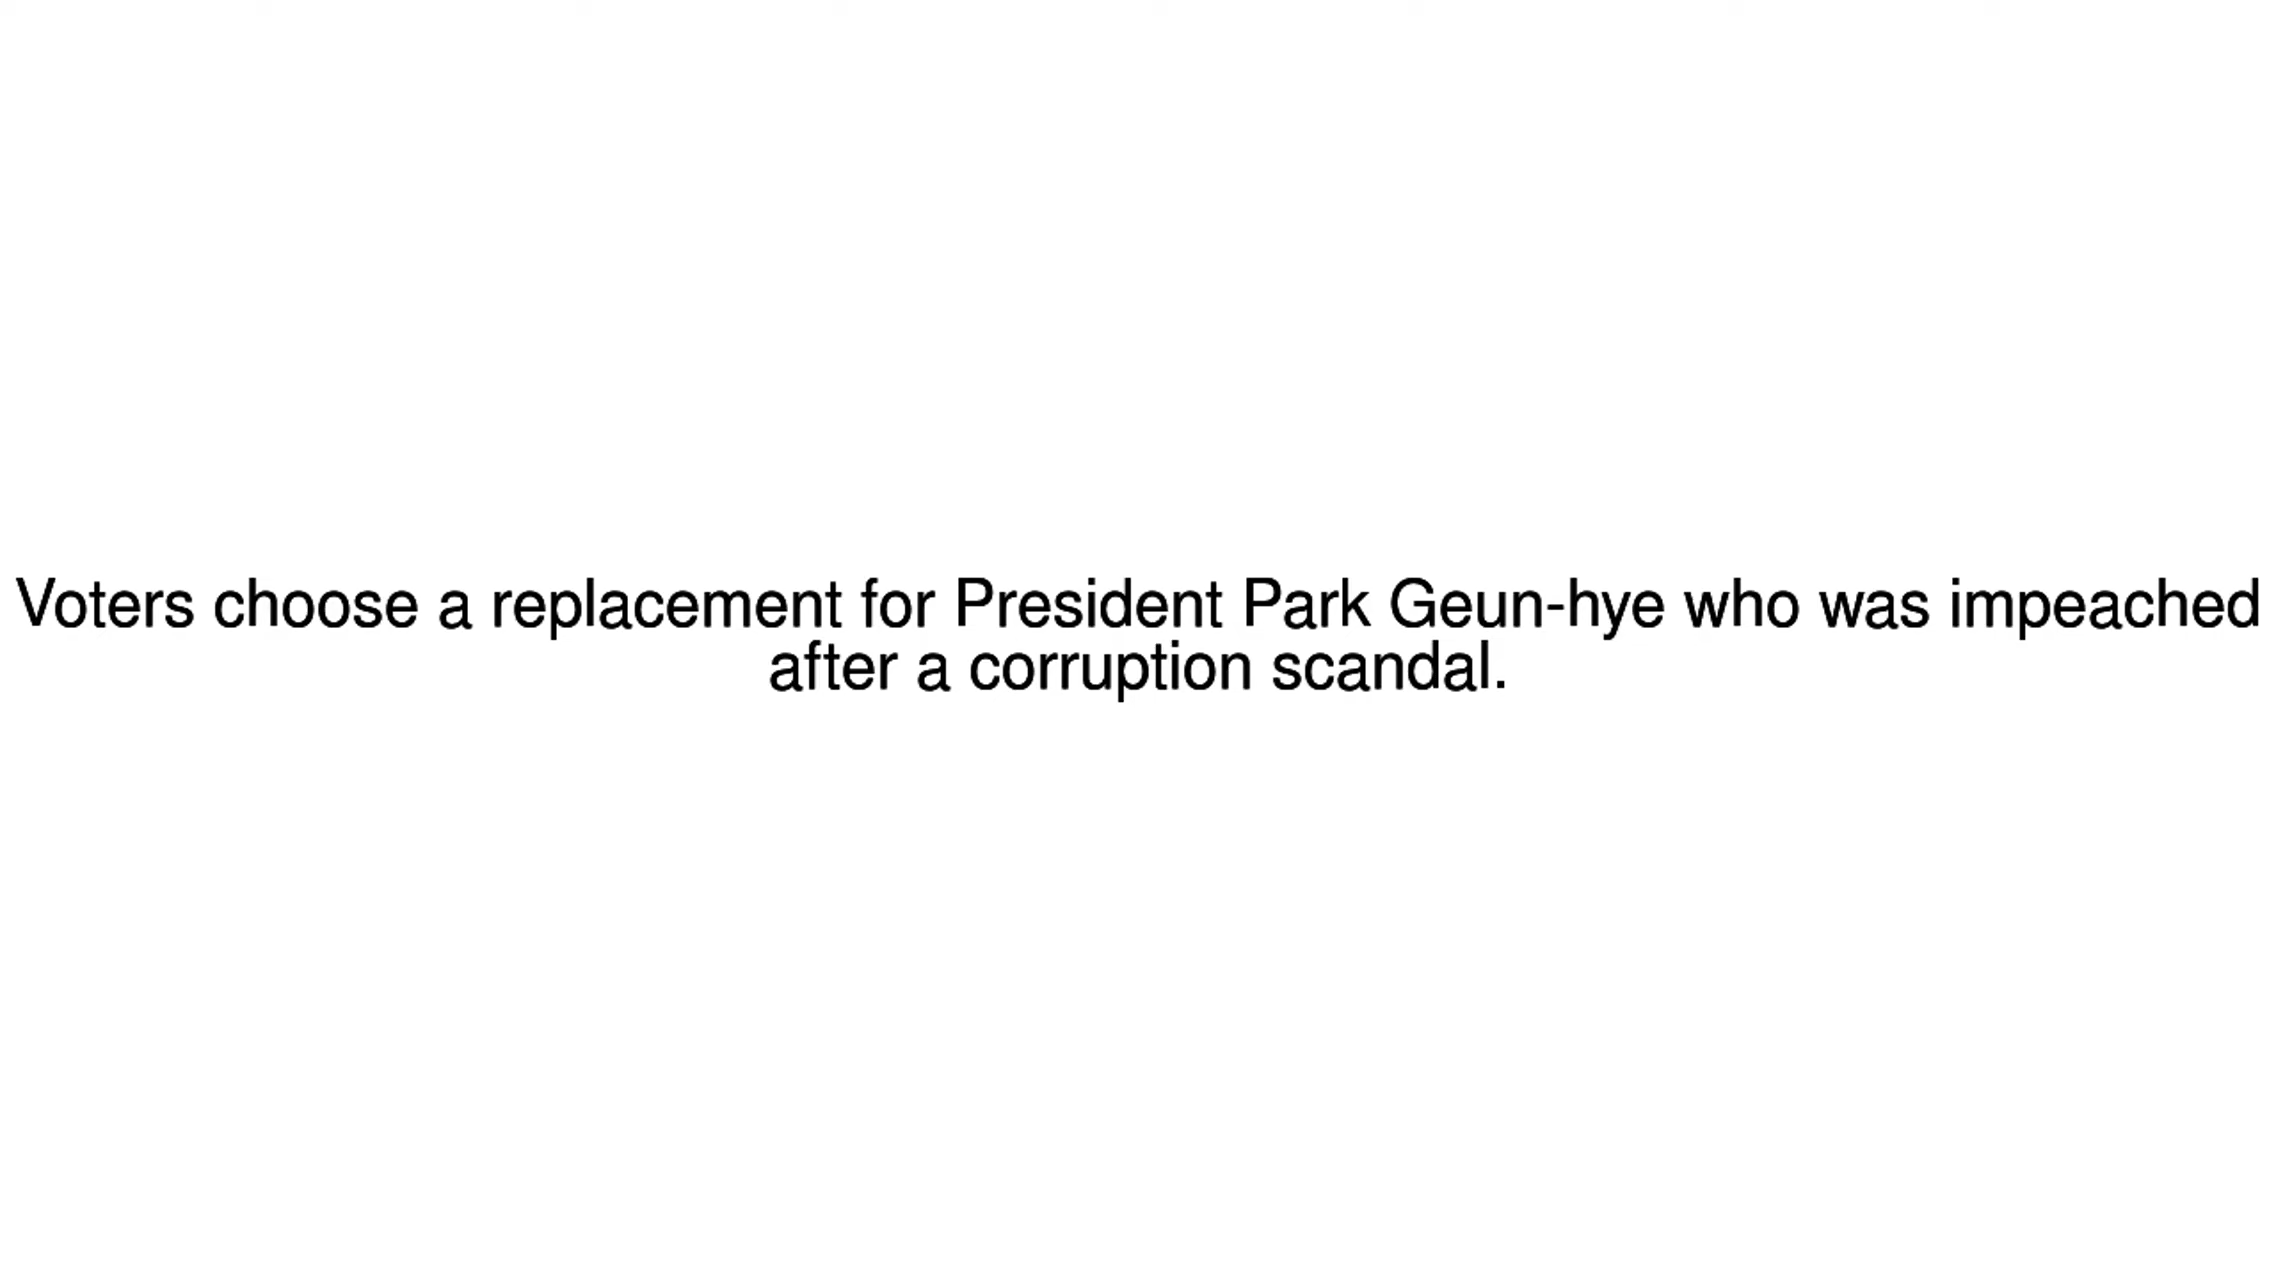 Voters choose a replacement for President Park Geun-hye who was impeached
after a corruption scandal.